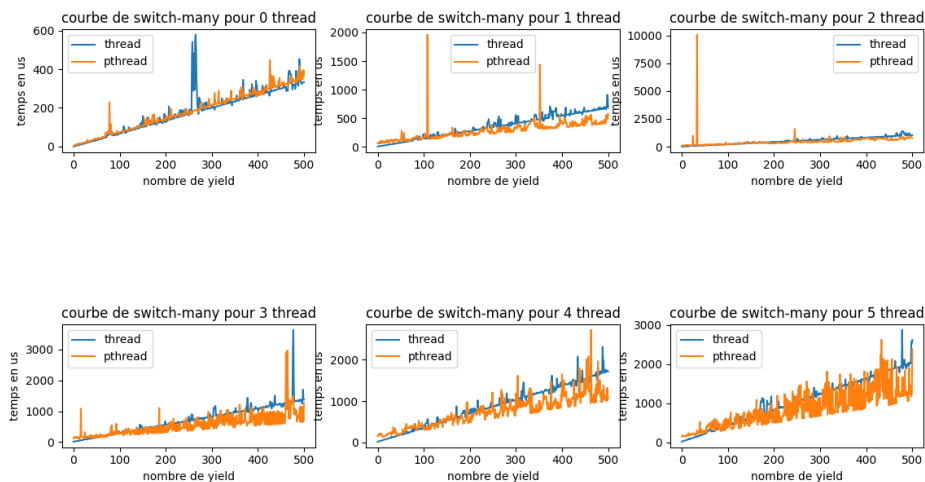 courbe de switch-many pour 0 thread
600
400
200
0
temps en us
thread
pthread
0 100 200 300 400 500
nombre de yield
courbe de switch-many pour 1 thread
2000
1500
1000
500
0
temps en us
thread
pthread
0 100 200 300 400 500
nombre de yield
courbe de switch-many pour 2 thread
10000
7500
5000
2500
0
temps en us
thread
pthread
0 100 200 300 400 500
nombre de yield
courbe de switch-many pour 3 thread
3000
2000
1000
0
temps en us
thread
pthread
0 100 200 300 400 500
nombre de yield
courbe de switch-many pour 4 thread
2000
1000
0
temps en us
thread
pthread
0 100 200 300 400 500
nombre de yield
courbe de switch-many pour 5 thread
3000
2000
1000
0
temps en us
thread
pthread
0 100 200 300 400 500
nombre de yield